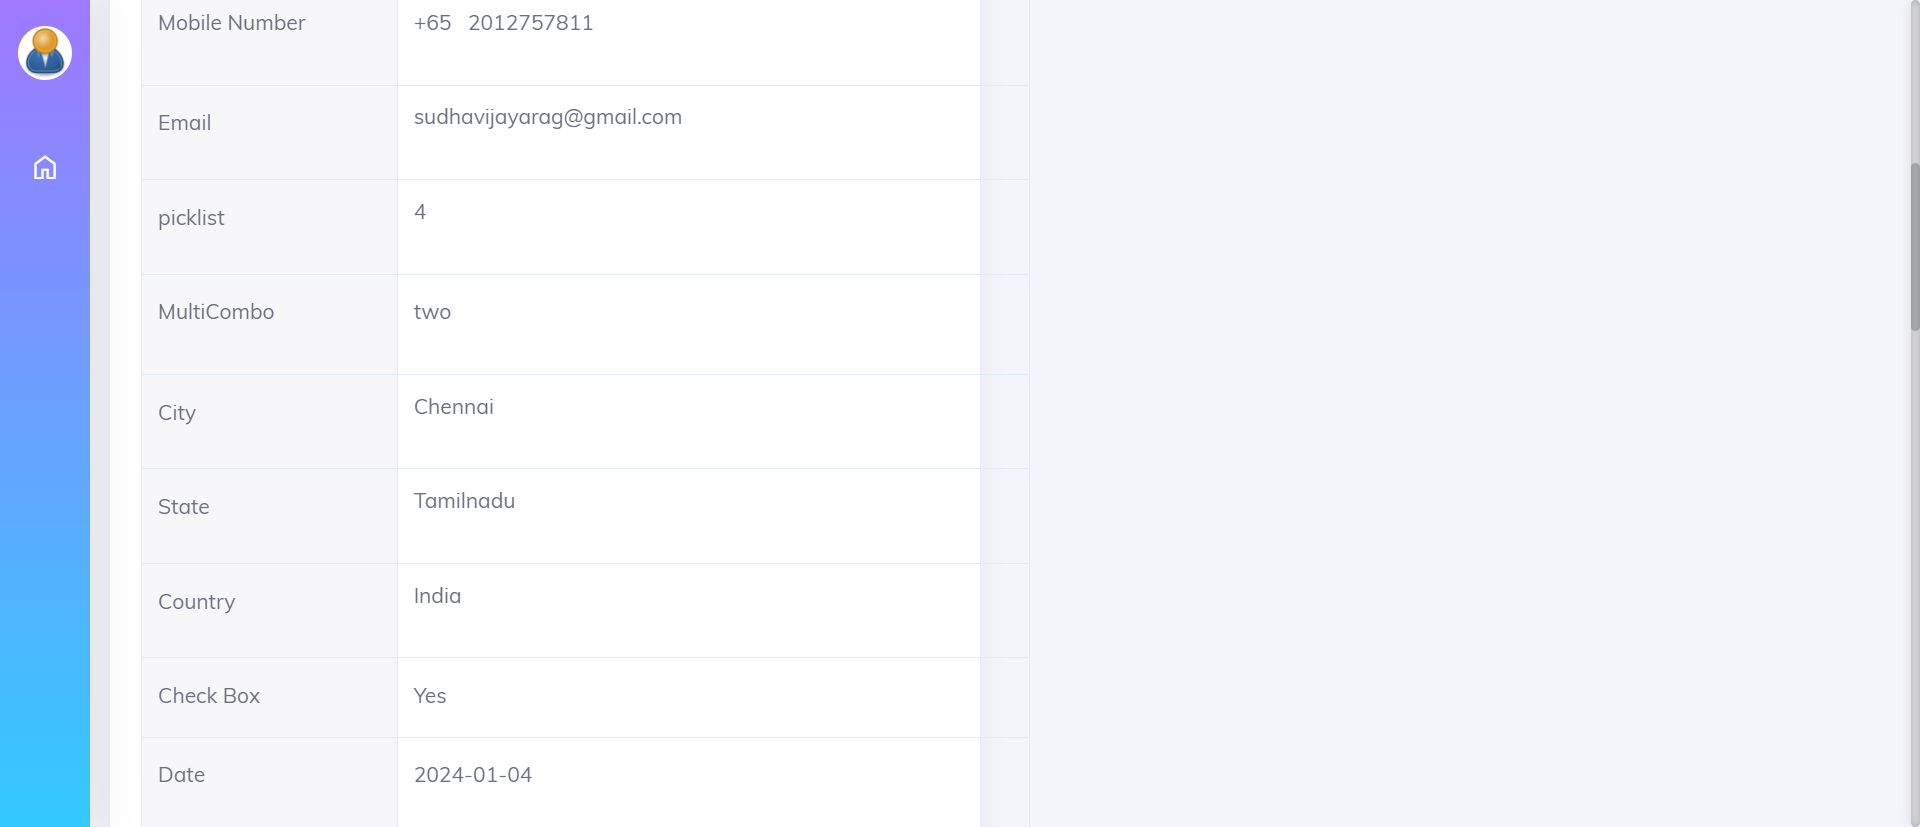 Mobile Number +65 2012757811
Email sudhavijayarag@gmail.com
picklist 4
MultiCombo two
City Chennai
State Tamilnadu
Country India
Check Box Yes
Date 2024-01-04